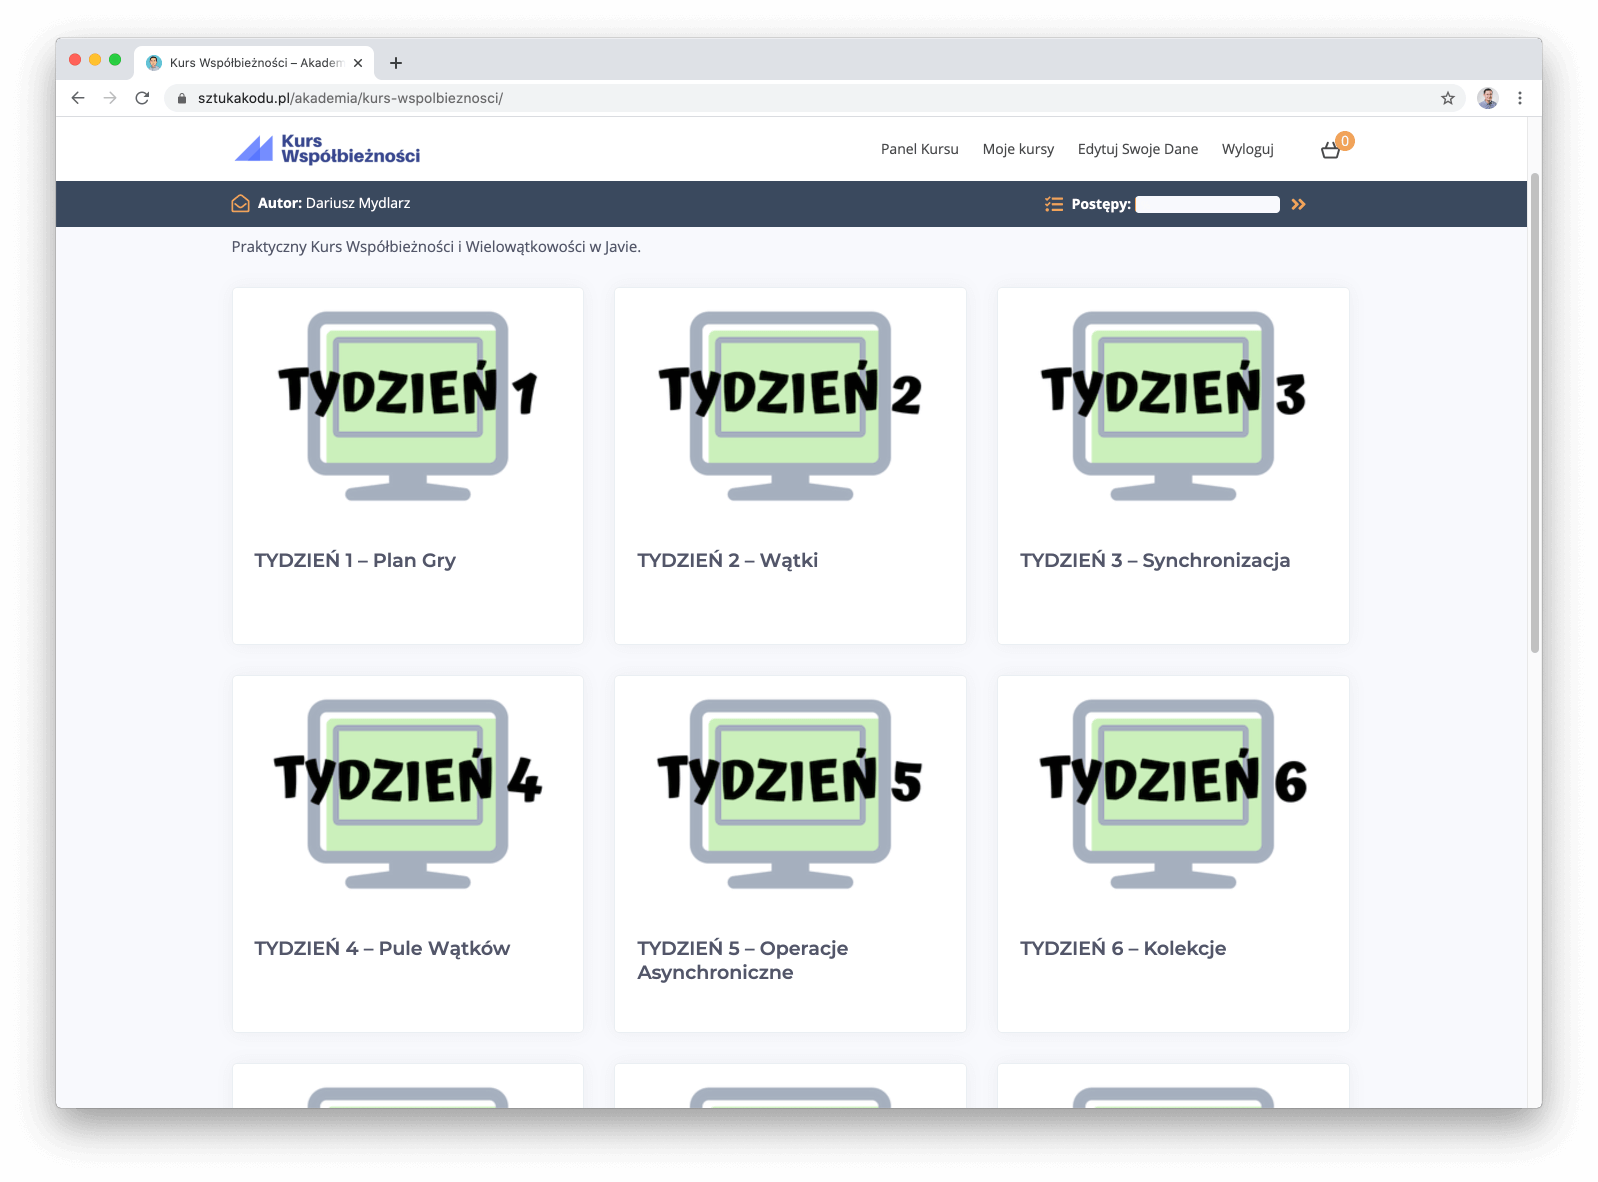 Kurs Współbieżności – Akadem
sztukakodu.pl/akademia/kurs-wspolbieznosci/
Kurs
Współbieżności
Panel Kursu
Moje kursy
Edytuj Swoje Dane
Wyloguj
0
Autor: Dariusz Mydlarz
Postępy:
Praktyczny Kurs Współbieżności i Wielowątkowości w Javie.
TYDZIEŃ 1
TYDZIEŃ 2
TYDZIEŃ 3
TYDZIEŃ 1 – Plan Gry
TYDZIEŃ 2 – Wątki
TYDZIEŃ 3 – Synchronizacja
TYDZIEŃ 4
TYDZIEŃ 5
TYDZIEŃ 6
TYDZIEŃ 4 – Pule Wątków
TYDZIEŃ 5 – Operacje
Asynchroniczne
TYDZIEŃ 6 – Kolekcje